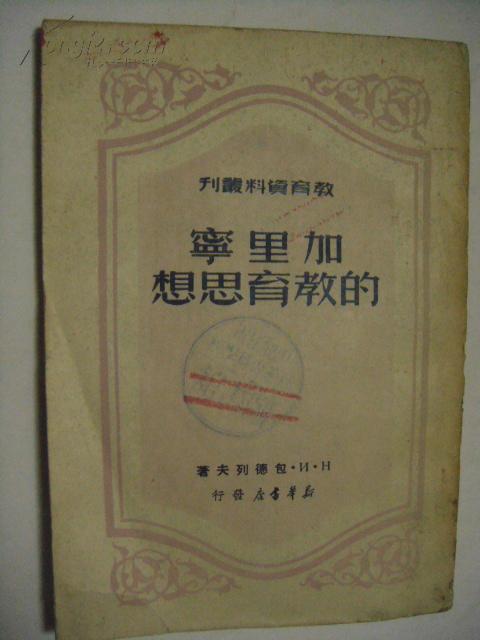 教育資料叢刊
加里寧
的教育思想
Н·И·包德列夫著
新華书店發行